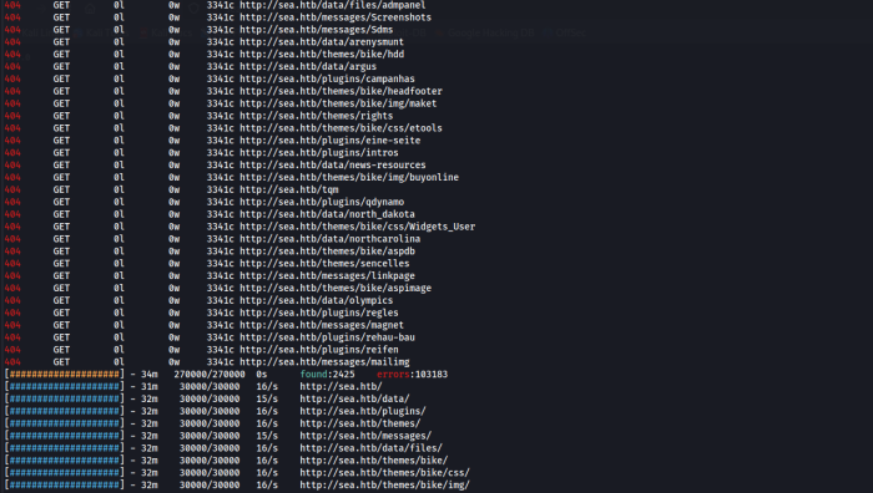 404 GET 0l 0w 3341c http://sea.htb/data/files/admpanel
404 GET 0l 0w 3341c http://sea.htb/messages/Screenshots
404 GET 0l 0w 3341c http://sea.htb/messages/Sdms
404 GET 0l 0w 3341c http://sea.htb/data/arenysmunt
404 GET 0l 0w 3341c http://sea.htb/themes/bike/hdd
404 GET 0l 0w 3341c http://sea.htb/data/argus
404 GET 0l 0w 3341c http://sea.htb/plugins/campanhas
404 GET 0l 0w 3341c http://sea.htb/themes/bike/headfooter
404 GET 0l 0w 3341c http://sea.htb/themes/bike/img/maket
404 GET 0l 0w 3341c http://sea.htb/themes/rights
404 GET 0l 0w 3341c http://sea.htb/themes/bike/css/etools
404 GET 0l 0w 3341c http://sea.htb/plugins/eine-seite
404 GET 0l 0w 3341c http://sea.htb/plugins/intros
404 GET 0l 0w 3341c http://sea.htb/data/news-resources
404 GET 0l 0w 3341c http://sea.htb/themes/bike/img/buyonline
404 GET 0l 0w 3341c http://sea.htb/tqm
404 GET 0l 0w 3341c http://sea.htb/plugins/qdynamo
404 GET 0l 0w 3341c http://sea.htb/data/north_dakota
404 GET 0l 0w 3341c http://sea.htb/themes/bike/css/Widgets_User
404 GET 0l 0w 3341c http://sea.htb/data/northcarolina
404 GET 0l 0w 3341c http://sea.htb/themes/bike/aspdb
404 GET 0l 0w 3341c http://sea.htb/themes/sencelles
404 GET 0l 0w 3341c http://sea.htb/messages/linkpage
404 GET 0l 0w 3341c http://sea.htb/themes/bike/aspimage
404 GET 0l 0w 3341c http://sea.htb/data/olympics
404 GET 0l 0w 3341c http://sea.htb/plugins/regles
404 GET 0l 0w 3341c http://sea.htb/messages/magnet
404 GET 0l 0w 3341c http://sea.htb/plugins/rehau-bau
404 GET 0l 0w 3341c http://sea.htb/plugins/reifen
404 GET 0l 0w 3341c http://sea.htb/messages/mailimg
[####################] - 34m 270000/270000 0s found:2425 errors:103183
[####################] - 31m 30000/30000 16/s http://sea.htb/
[####################] - 32m 30000/30000 15/s http://sea.htb/data/
[####################] - 32m 30000/30000 16/s http://sea.htb/plugins/
[####################] - 32m 30000/30000 16/s http://sea.htb/themes/
[####################] - 32m 30000/30000 15/s http://sea.htb/messages/
[####################] - 32m 30000/30000 16/s http://sea.htb/data/files/
[####################] - 32m 30000/30000 16/s http://sea.htb/themes/bike/
[####################] - 32m 30000/30000 16/s http://sea.htb/themes/bike/css/
[####################] - 32m 30000/30000 16/s http://sea.htb/themes/bike/img/